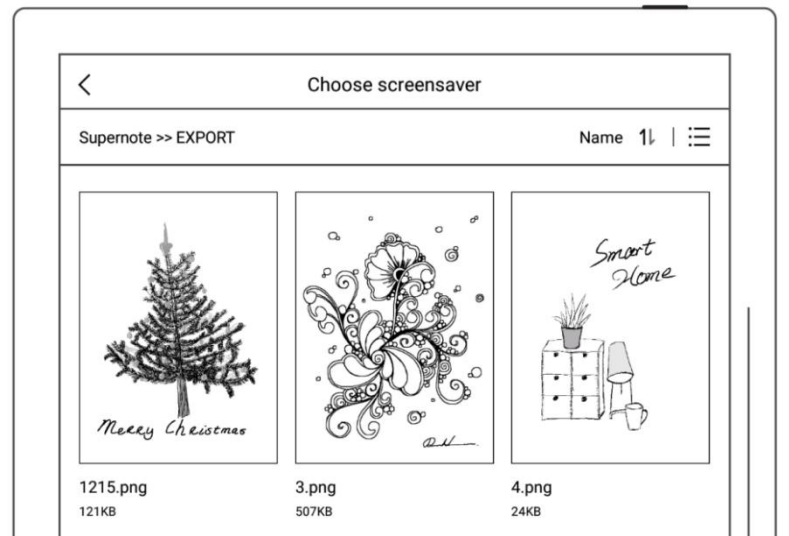 Choose screensaver
Supernote >> EXPORT
Name
Merry Christmas
Smart
Home
1215.png
3.png
4.png
121KB
507KB
24KB